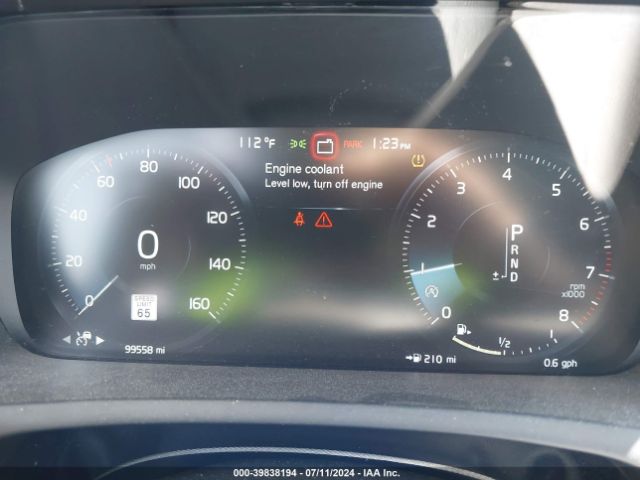 112°F PARK 1:23 PM
Engine coolant
Level low, turn off engine
0 20 40 60 80 100 120 140 160
0
mph
SPEED
LIMIT
65
99558 mi
0 1 2 3 4 5 6 7 8
P
R
N
± D
rpm
x1000
1/2
210 mi
0.6 gph
000-39838194 - 07/11/2024 - IAA Inc.